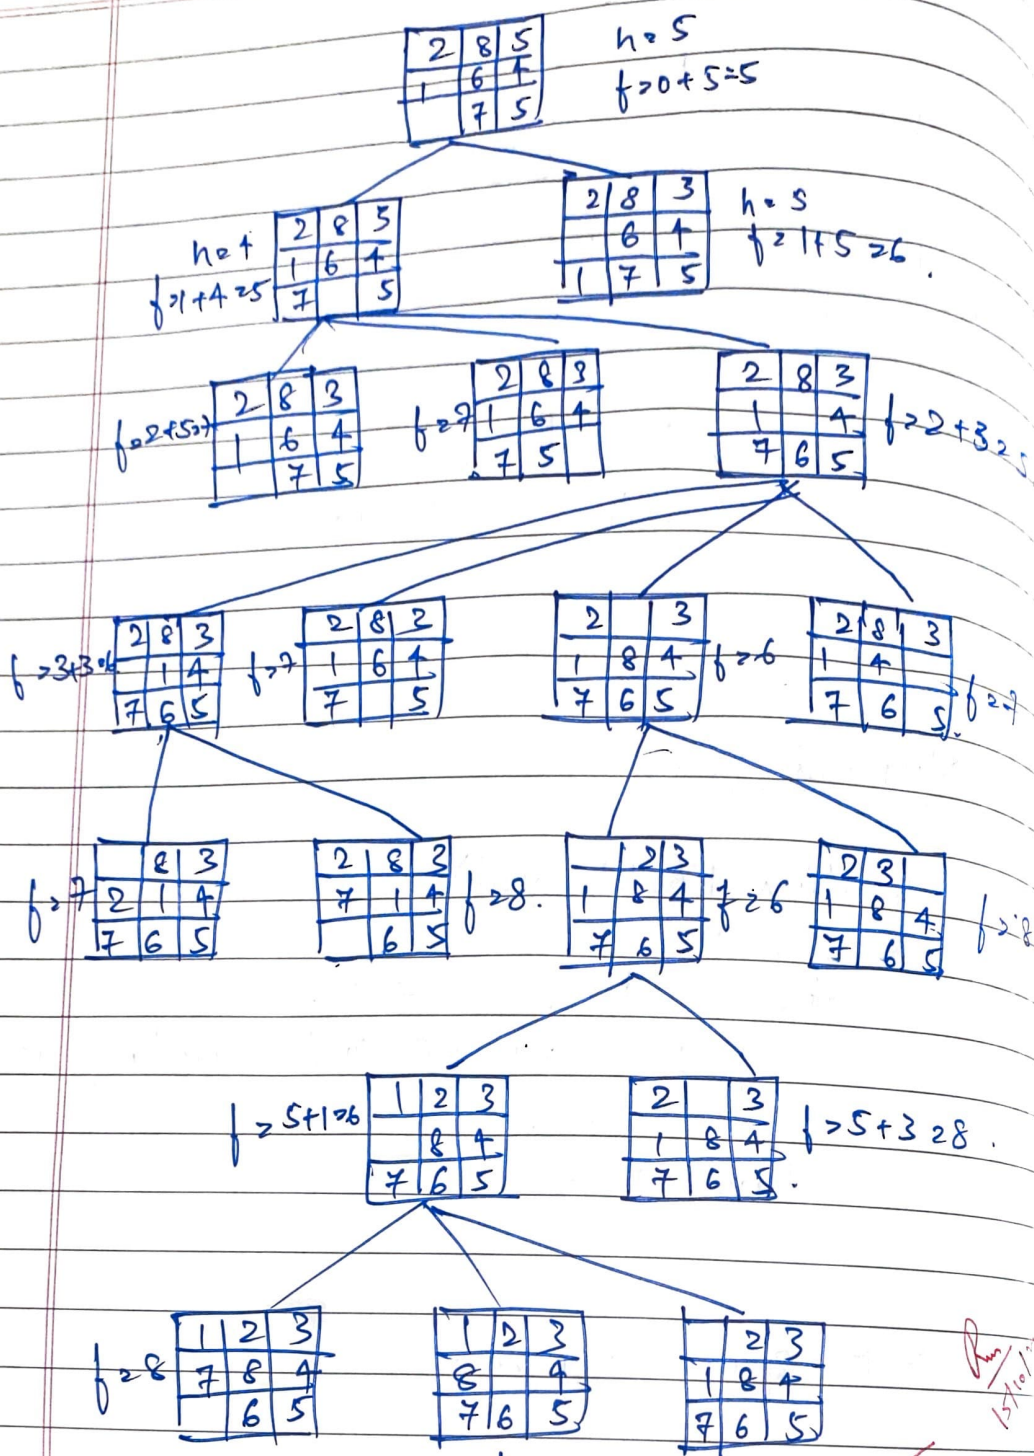 2 8 5
1 6 4
7 5
h = 5
f = 0 + 5 = 5
2 8 5
1 6 4
7 5
h = 4
f = 1 + 4 = 5
2 8 3
6 4
1 7 5
h = 5
f = 1 + 5 = 6.
f = 2 + 5 = 7
2 8 3
1 6 4
7 5
f = 7
2 8 3
1 6 4
7 5
2 8 3
1 4
7 6 5
f = 2 + 3 = 5
f = 3 + 3 = 6
2 8 3
1 4
7 6 5
f = 7
2 8 3
1 6 4
7 5
2 3
1 8 4
7 6 5
f = 6
2 8 3
1 4
7 6 5
f = 7
f = 7
8 3
2 1 4
7 6 5
2 8 3
7 1 4
6 5
f = 8.
2 3
1 8 4
7 6 5
f = 6
2 3
1 8 4
7 6 5
f = 8
f = 5 + 1 = 6
1 2 3
8 4
7 6 5
2 3
1 8 4
7 6 5
f = 5 + 3 = 8.
f = 8
1 2 3
7 8 4
6 5
1 2 3
8 4
7 6 5
2 3
1 8 4
7 6 5
15/10/